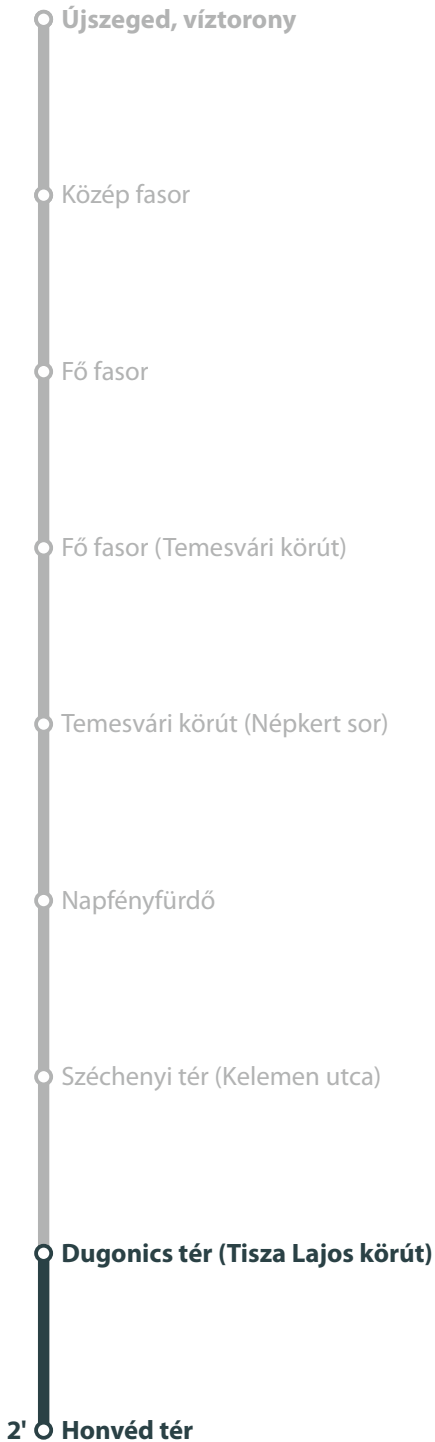 Újszeged, víztorony
Közép fasor
Fő fasor
Fő fasor (Temesvári körút)
Temesvári körút (Népkert sor)
Napfényfürdő
Széchenyi tér (Kelemen utca)
Dugonics tér (Tisza Lajos körút)
2' Honvéd tér